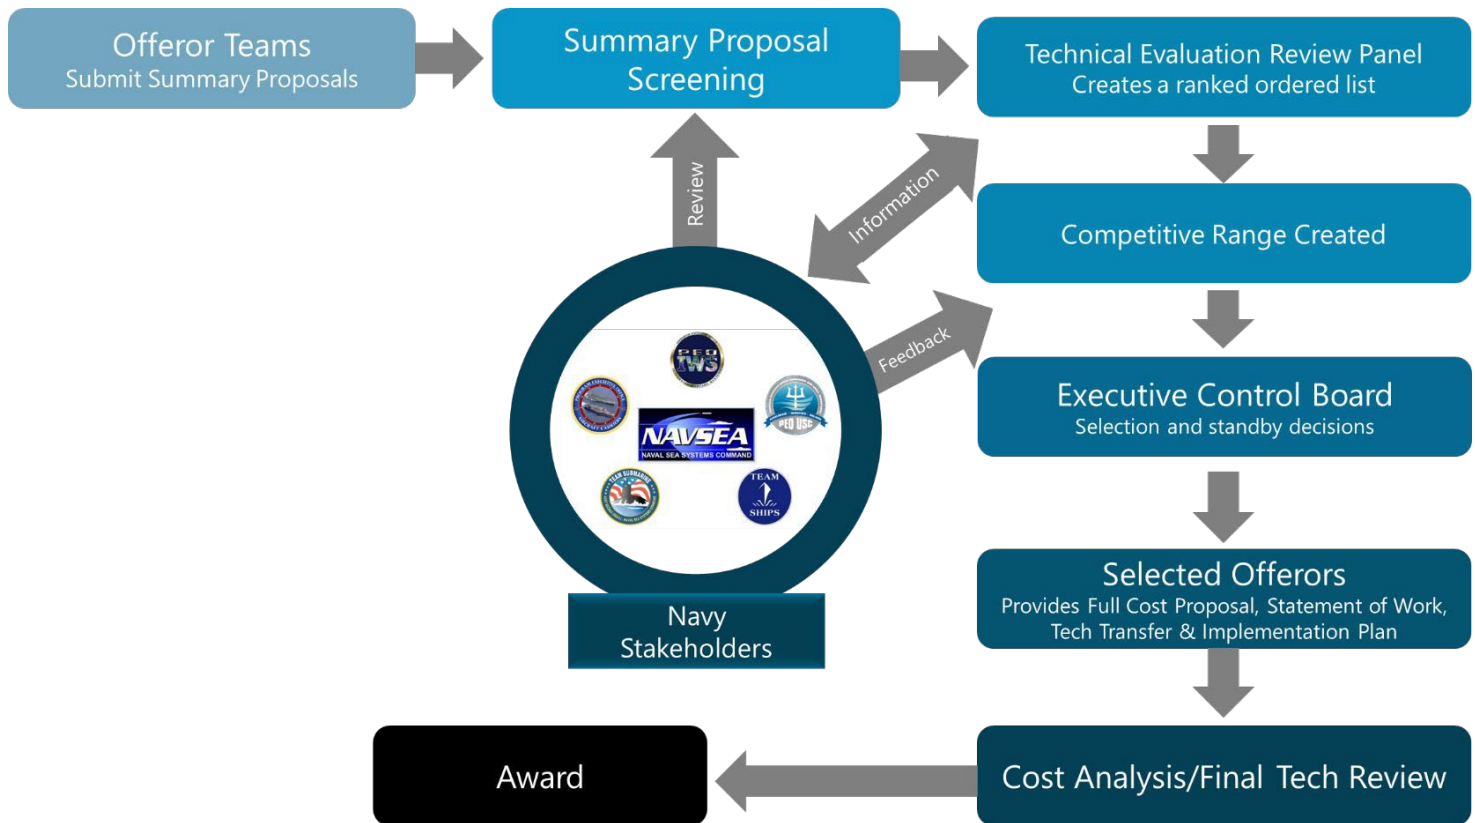 Offeror Teams
Submit Summary Proposals
Summary Proposal
Screening
Technical Evaluation Review Panel
Creates a ranked ordered list
Review
Information
Competitive Range Created
Feedback
PEO
IWS
PEO USC
NAVSEA
NAVAL SEA SYSTEMS COMMAND
TEAM SUBMARINE
TEAM
SHIPS
Executive Control Board
Selection and standby decisions
Navy
Stakeholders
Selected Offerors
Provides Full Cost Proposal, Statement of Work,
Tech Transfer & Implementation Plan
Award
Cost Analysis/Final Tech Review